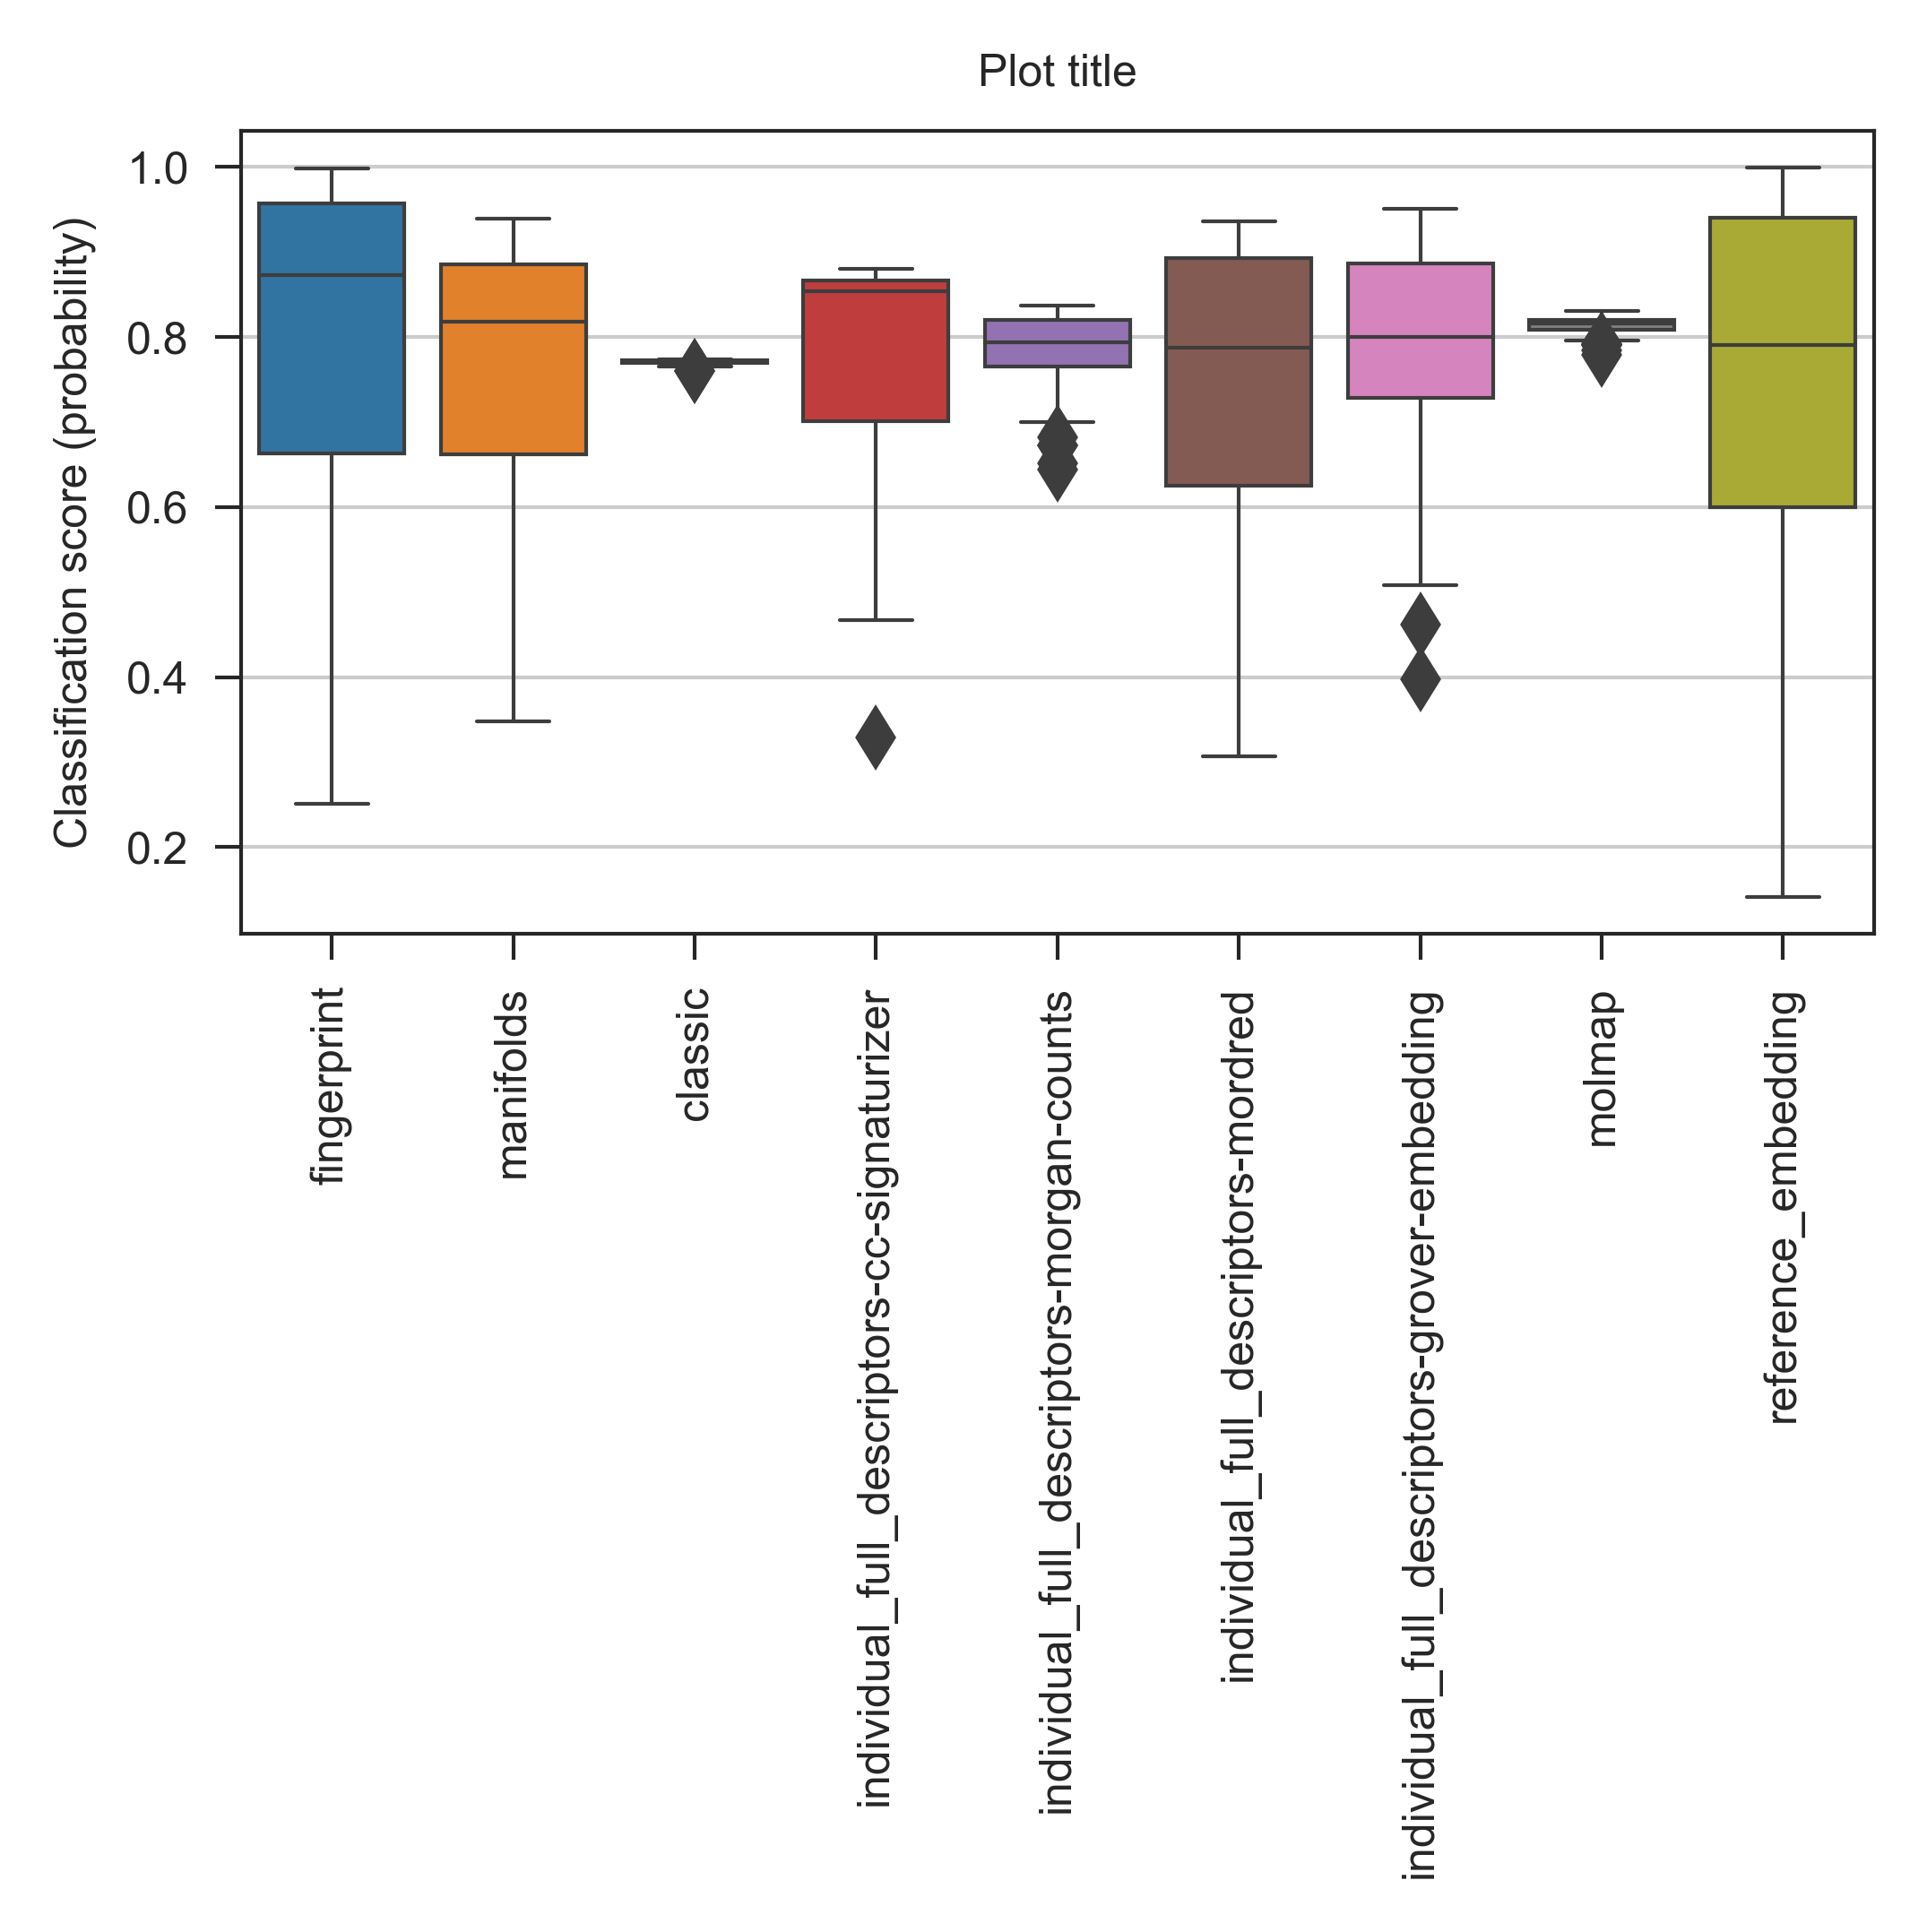 Plot title
Classification score (probability)
1.0
0.8
0.6
0.4
0.2
fingerprint
manifolds
classic
individual_full_descriptors-cc-signaturizer
individual_full_descriptors-morgan-counts
individual_full_descriptors-mordred
individual_full_descriptors-grover-embedding
molmap
reference_embedding